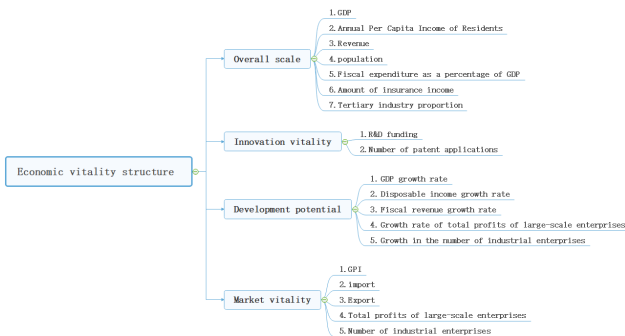 Economic vitality structure
Overall scale
1.GDP
2.Annual Per Capita Income of Residents
3.Revenue
4.population
5.Fiscal expenditure as a percentage of GDP
6.Amount of insurance income
7.Tertiary industry proportion
Innovation vitality
1.R&D funding
2.Number of patent applications
Development potential
1. GDP growth rate
2. Disposable income growth rate
3. Fiscal revenue growth rate
4. Growth rate of total profits of large-scale enterprises
5. Growth in the number of industrial enterprises
Market vitality
1.GPI
2.import
3.Export
4.Total profits of large-scale enterprises
5.Number of industrial enterprises